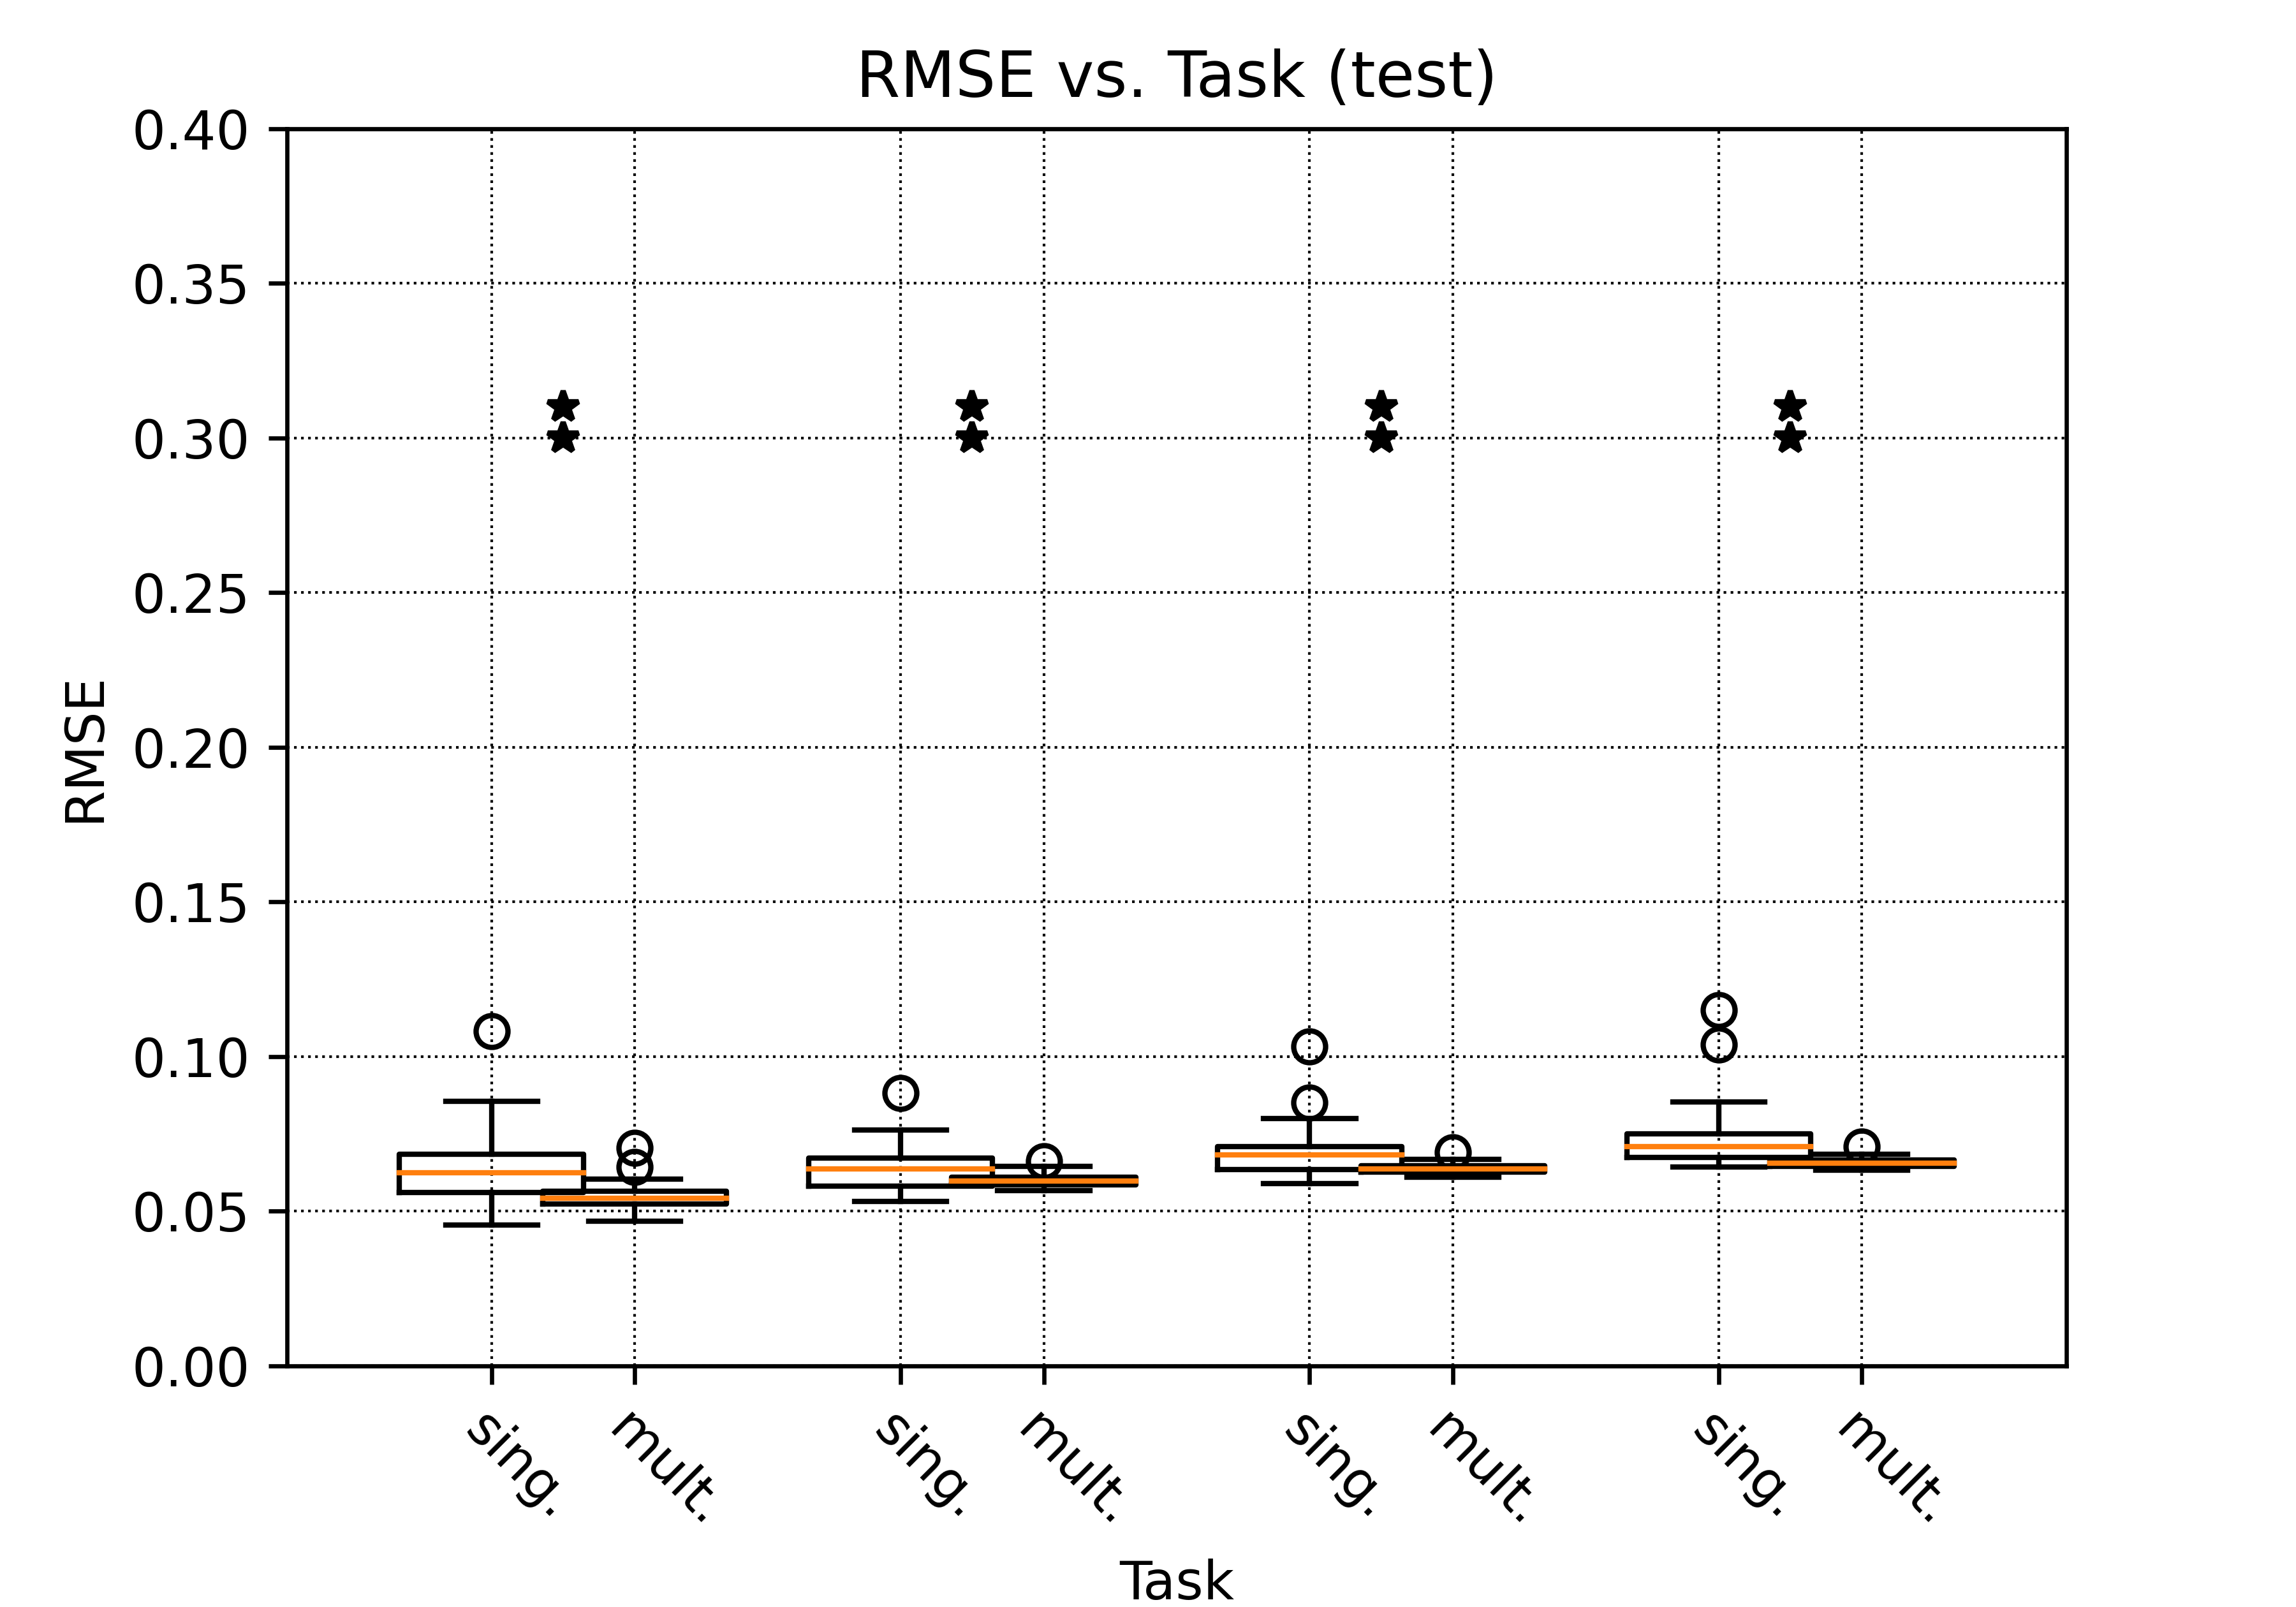 RMSE vs. Task (test)
0.40
0.35
0.30
0.25
0.20
0.15
0.10
0.05
0.00
RMSE
sing.
mult.
sing.
mult.
sing.
mult.
sing.
mult.
Task